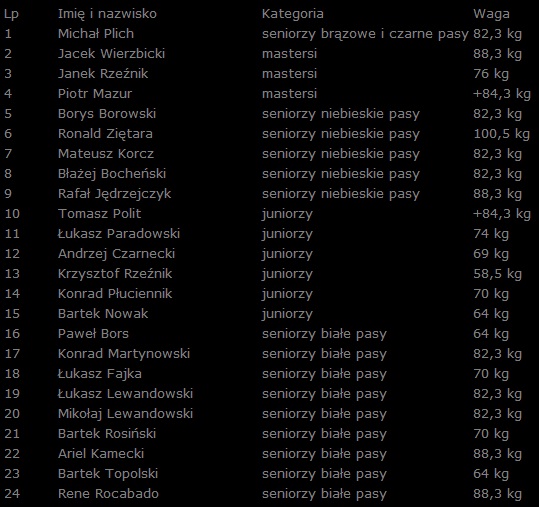 Lp Imię i nazwisko Kategoria Waga
1 Michał Plich seniorzy brązowe i czarne pasy 82,3 kg
2 Jacek Wierzbicki mastersi 88,3 kg
3 Janek Rzeźnik mastersi 76 kg
4 Piotr Mazur mastersi +84,3 kg
5 Borys Borowski seniorzy niebieskie pasy 82,3 kg
6 Ronald Ziętara seniorzy niebieskie pasy 100,5 kg
7 Mateusz Korcz seniorzy niebieskie pasy 82,3 kg
8 Błażej Bocheński seniorzy niebieskie pasy 82,3 kg
9 Rafał Jędrzejczyk seniorzy niebieskie pasy 88,3 kg
10 Tomasz Polit juniorzy +84,3 kg
11 Łukasz Paradowski juniorzy 74 kg
12 Andrzej Czarnecki juniorzy 69 kg
13 Krzysztof Rzeźnik juniorzy 58,5 kg
14 Konrad Płuciennik juniorzy 70 kg
15 Bartek Nowak juniorzy 64 kg
16 Paweł Bors seniorzy białe pasy 64 kg
17 Konrad Martynowski seniorzy białe pasy 82,3 kg
18 Łukasz Fajka seniorzy białe pasy 70 kg
19 Łukasz Lewandowski seniorzy białe pasy 82,3 kg
20 Mikołaj Lewandowski seniorzy białe pasy 82,3 kg
21 Bartek Rosiński seniorzy białe pasy 70 kg
22 Ariel Kamecki seniorzy białe pasy 88,3 kg
23 Bartek Topolski seniorzy białe pasy 64 kg
24 Rene Rocabado seniorzy białe pasy 88,3 kg